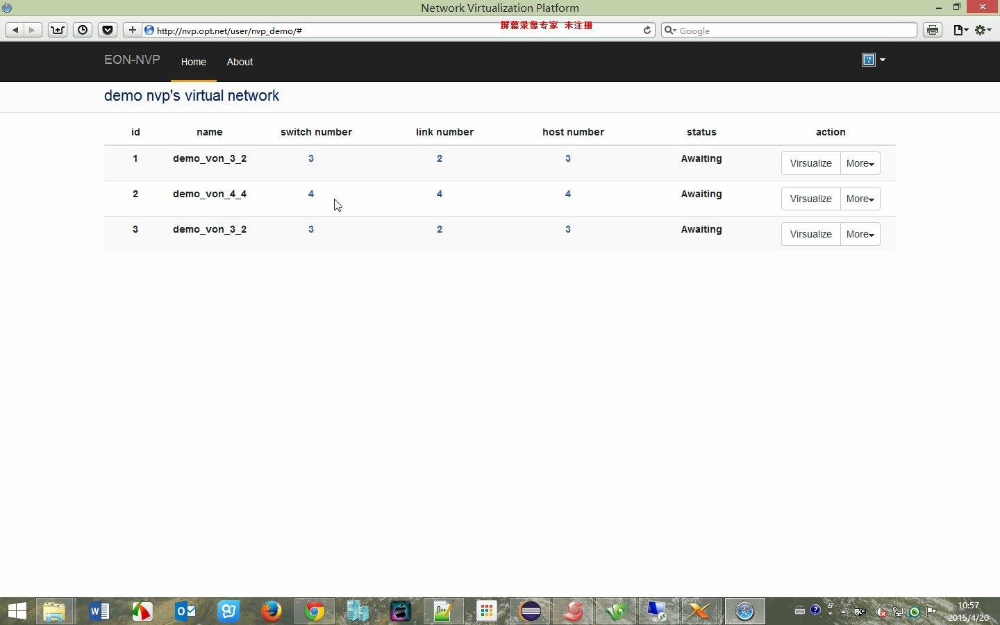 Network Virtualization Platform
http://nvp.opt.net/user/nvp_demo/#
屏幕录像专家 未注册
Google
EON-NVP Home About
demo nvp's virtual network
id name switch number link number host number status action
1 demo_von_3_2 3 2 3 Awaiting Virsualize More
2 demo_von_4_4 4 4 4 Awaiting Virsualize More
3 demo_von_3_2 3 2 3 Awaiting Virsualize More
10:57
2015/4/20